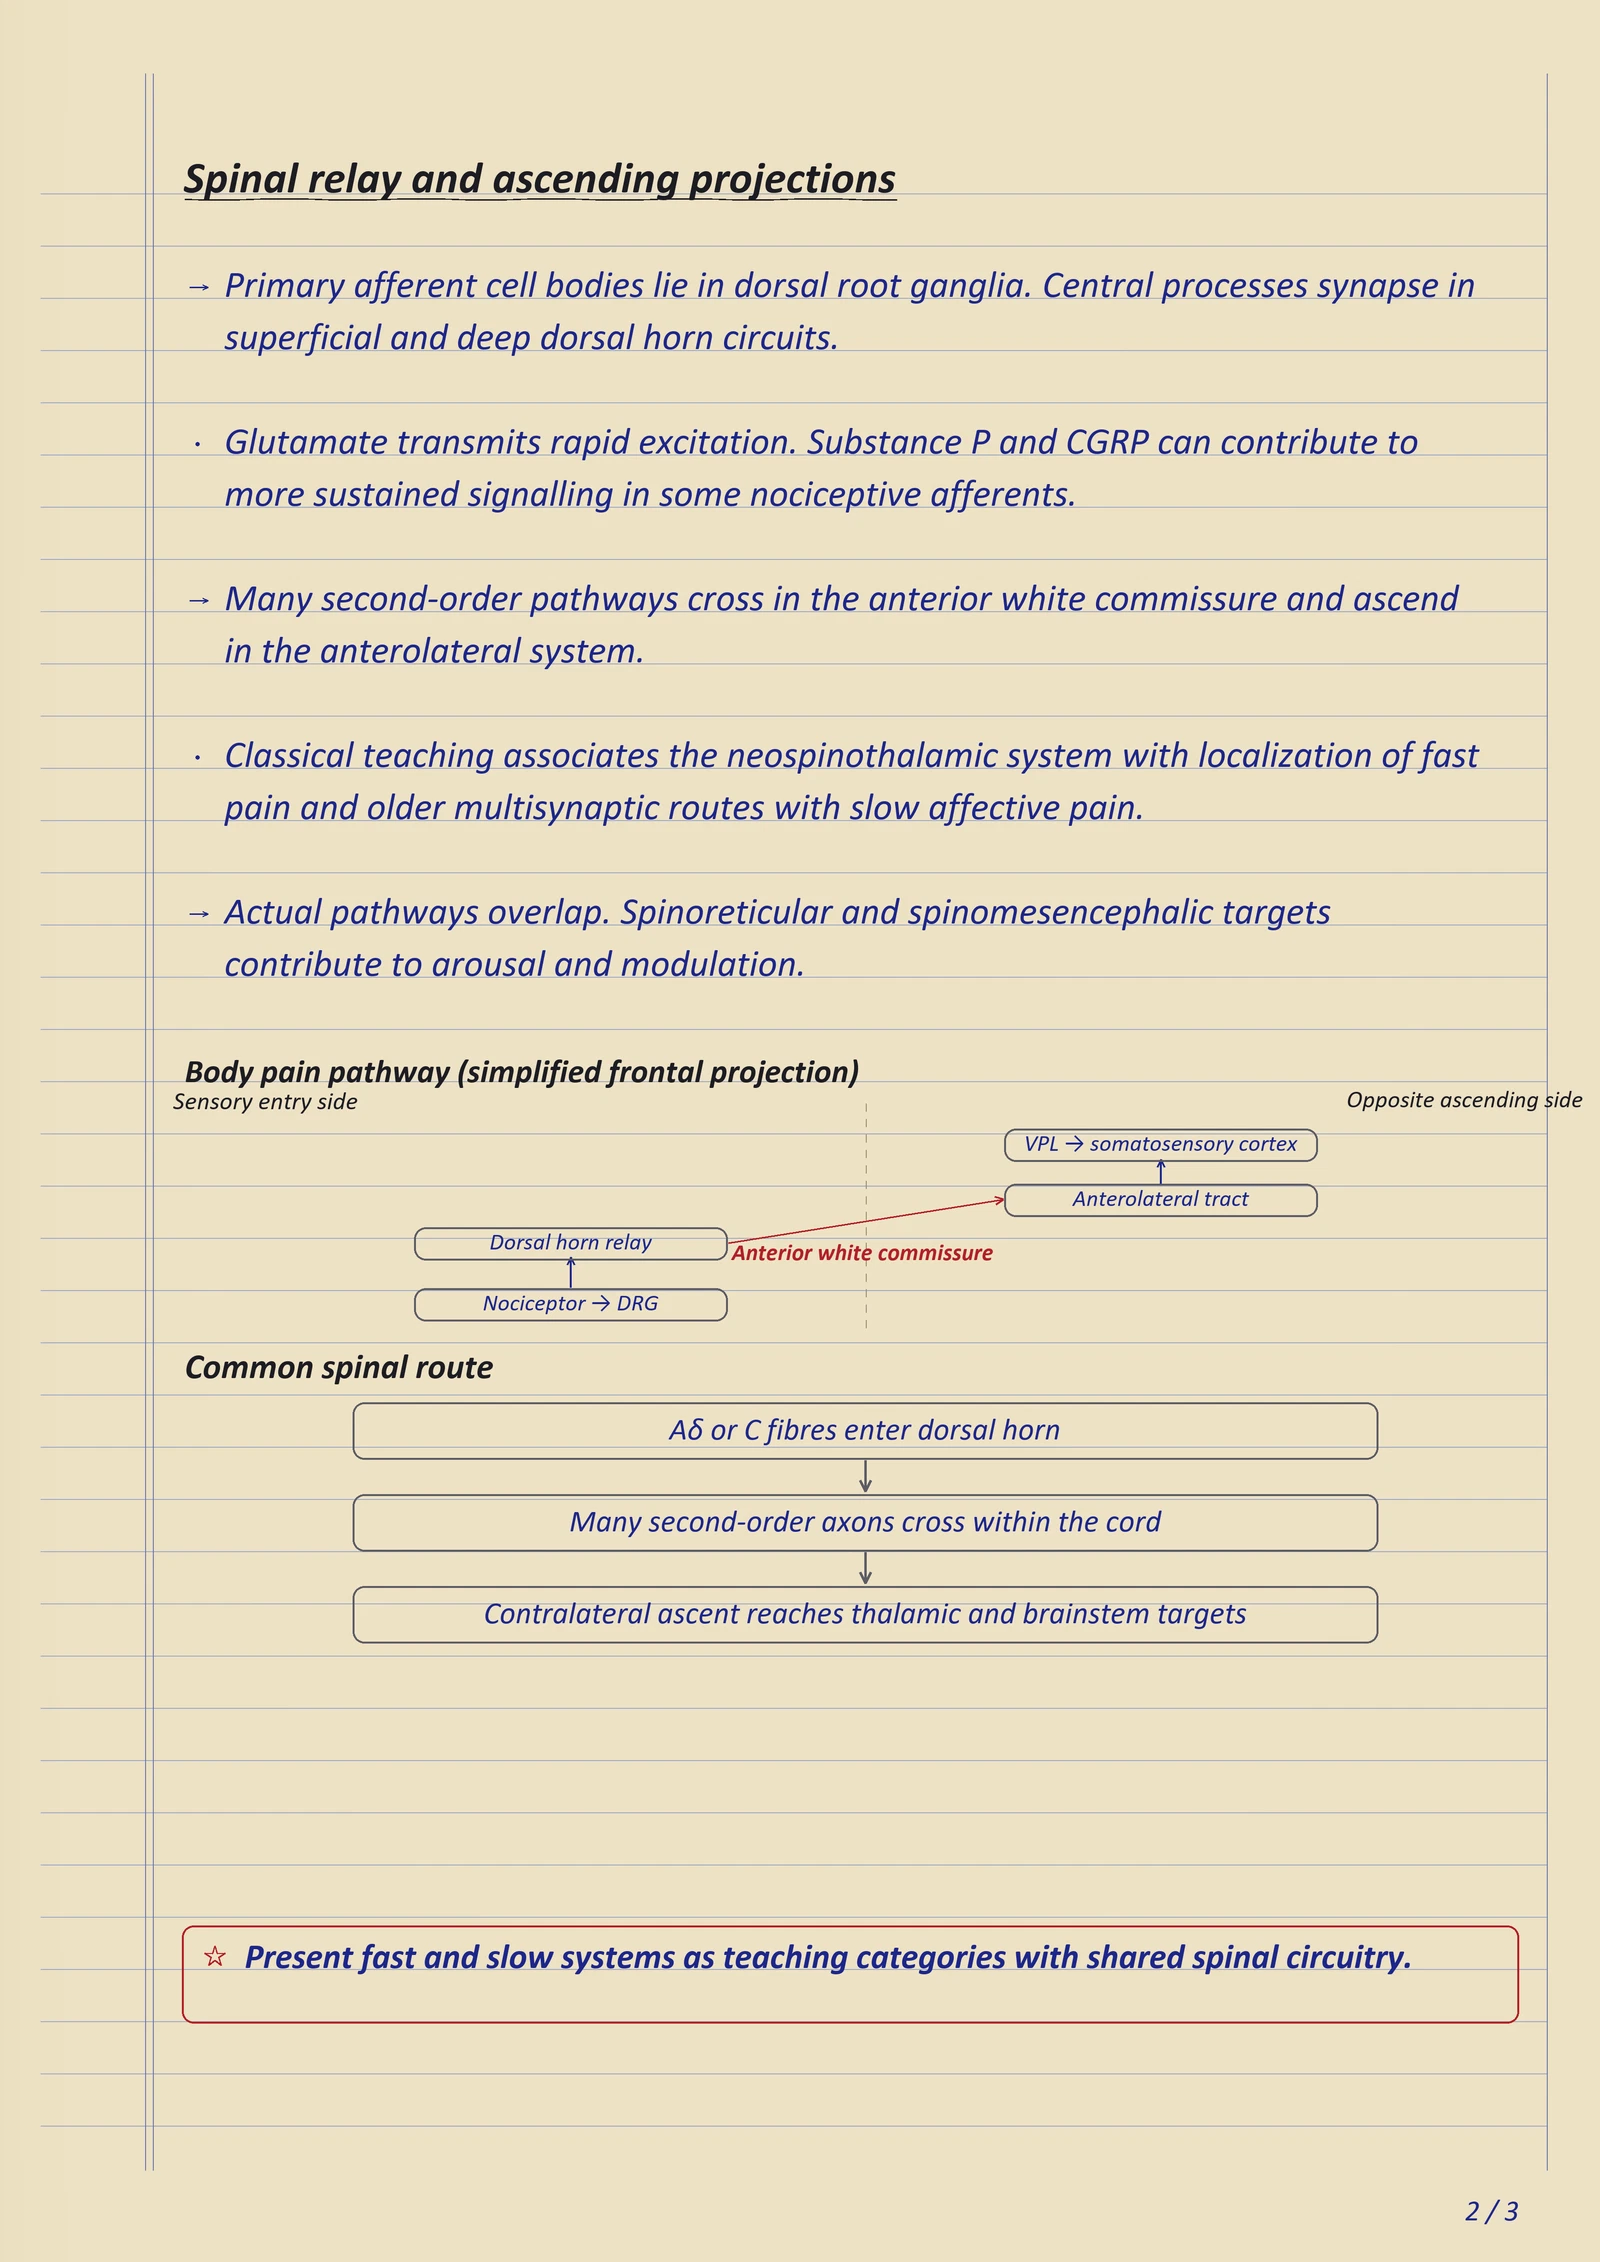 Spinal relay and ascending projections
→ Primary afferent cell bodies lie in dorsal root ganglia. Central processes synapse in
superficial and deep dorsal horn circuits.
· Glutamate transmits rapid excitation. Substance P and CGRP can contribute to
more sustained signalling in some nociceptive afferents.
→ Many second-order pathways cross in the anterior white commissure and ascend
in the anterolateral system.
· Classical teaching associates the neospinothalamic system with localization of fast
pain and older multisynaptic routes with slow affective pain.
→ Actual pathways overlap. Spinoreticular and spinomesencephalic targets
contribute to arousal and modulation.
Body pain pathway (simplified frontal projection)
Sensory entry side
Opposite ascending side
VPL → somatosensory cortex
Anterolateral tract
Dorsal horn relay
Anterior white commissure
Nociceptor → DRG
Common spinal route
Aδ or C fibres enter dorsal horn
Many second-order axons cross within the cord
Contralateral ascent reaches thalamic and brainstem targets
☆ Present fast and slow systems as teaching categories with shared spinal circuitry.
2 / 3